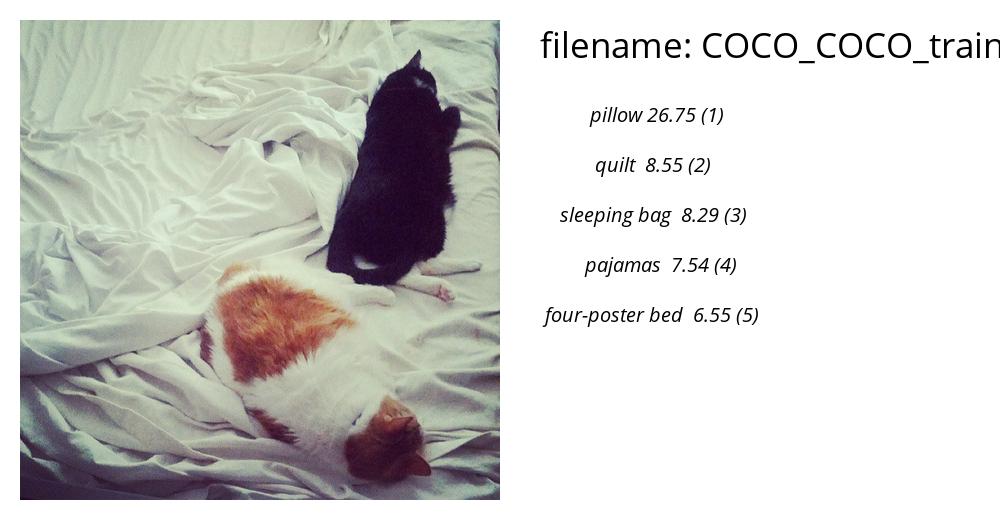 filename: COCO_COCO_train
pillow 26.75 (1)
quilt 8.55 (2)
sleeping bag 8.29 (3)
pajamas 7.54 (4)
four-poster bed 6.55 (5)